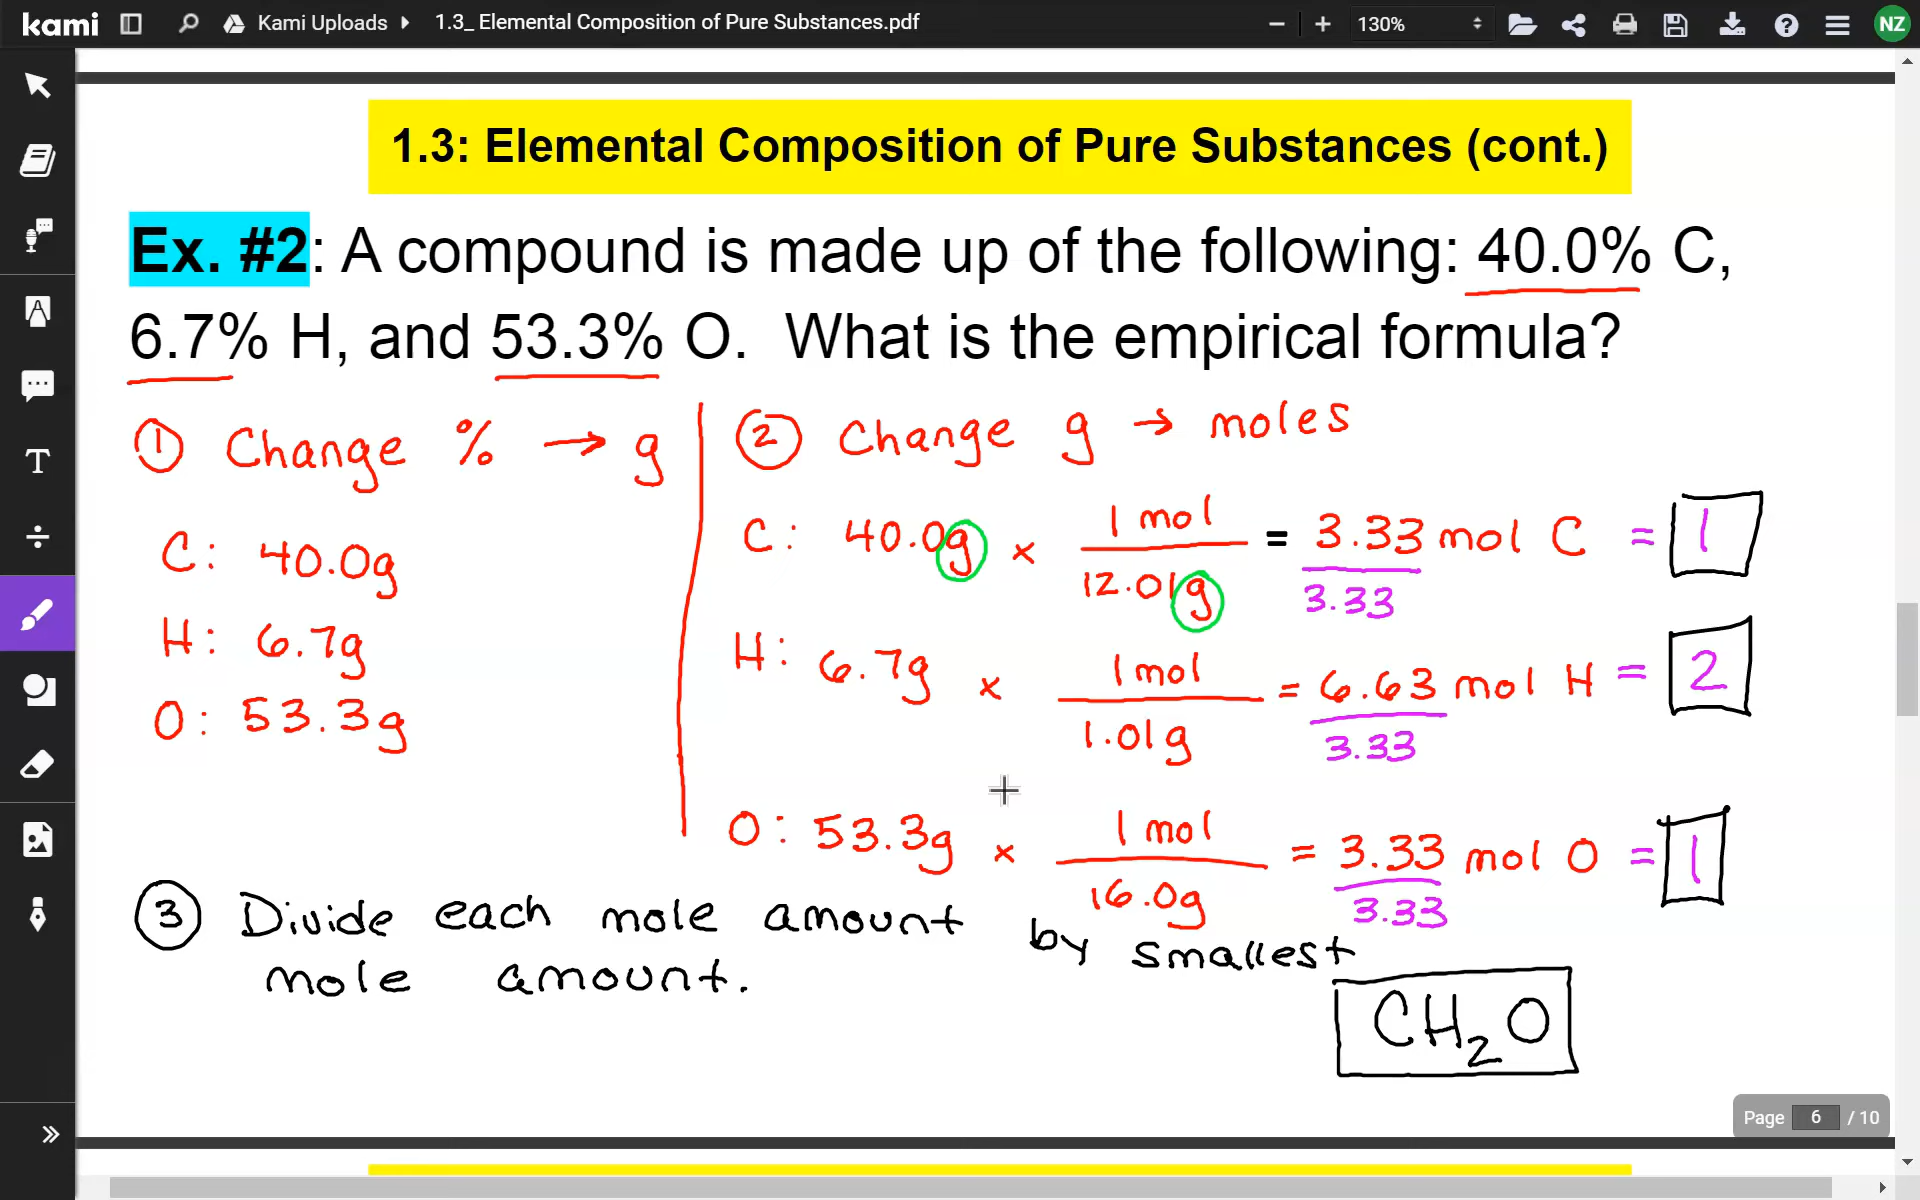 kami Kami Uploads 1.3_ Elemental Composition of Pure Substances.pdf 130% NZ
1.3: Elemental Composition of Pure Substances (cont.)
Ex. #2: A compound is made up of the following: 40.0% C,
6.7% H, and 53.3% O. What is the empirical formula?
① Change % → g
C: 40.0g
H: 6.7g
O: 53.3g
② Change g → moles
C: 40.0g × 1 mol / 12.01g = 3.33 mol C / 3.33 = 1
H: 6.7g × 1 mol / 1.01g = 6.63 mol H / 3.33 = 2
O: 53.3g × 1 mol / 16.0g = 3.33 mol O / 3.33 = 1
③ Divide each mole amount by smallest
mole amount.
CH₂O
Page 6 / 10